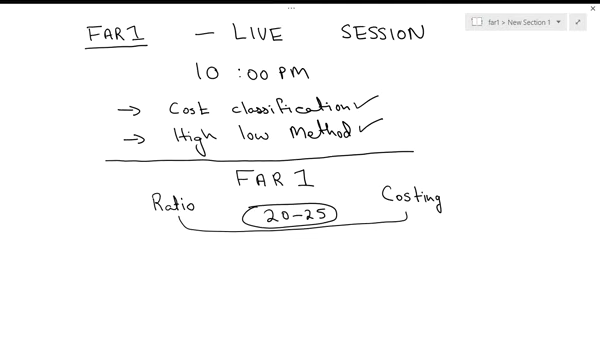 far1 > New Section 1
FAR1 — LIVE SESSION
10:00 PM
→ Cost classification ✓
→ High low Method ✓
FAR 1
Ratio 20-25 Costing